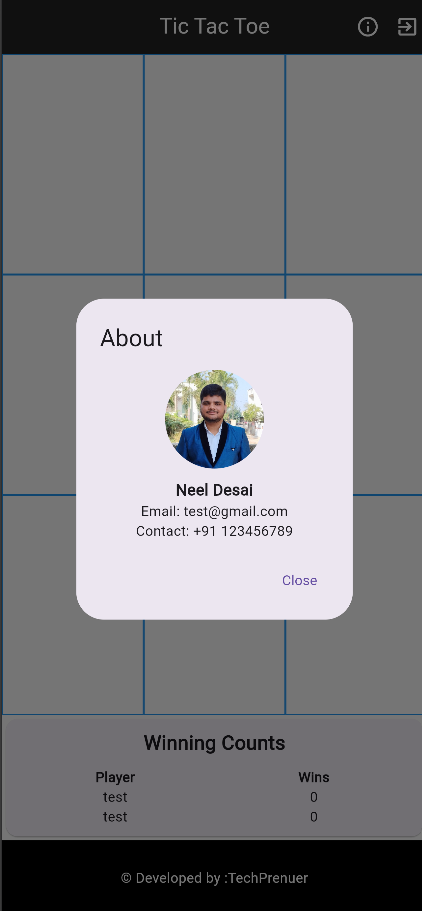 Tic Tac Toe
About
Neel Desai
Email: test@gmail.com
Contact: +91 123456789
Close
Winning Counts
Player Wins
test 0
test 0
© Developed by :TechPrenuer